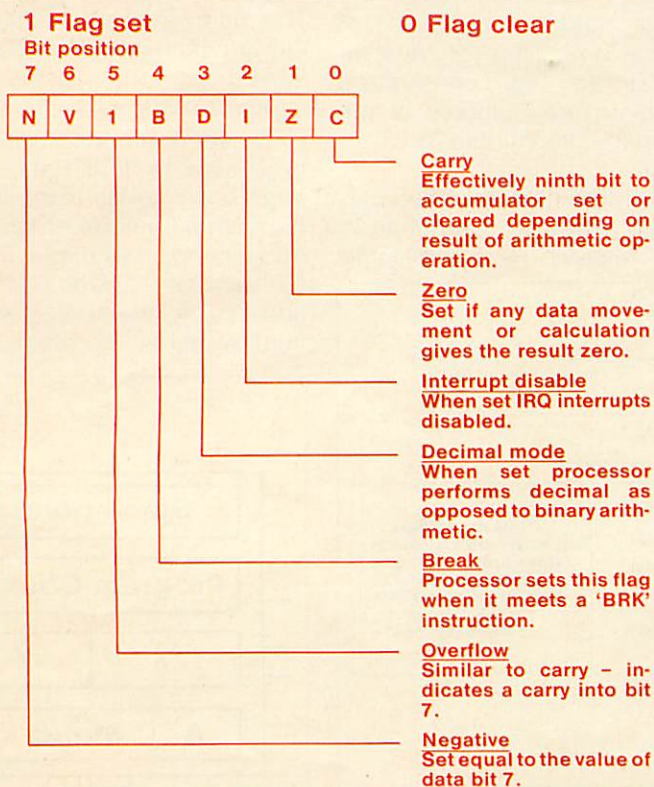 1 Flag set 0 Flag clear
Bit position
7 6 5 4 3 2 1 0
N V 1 B D I Z C
Carry
Effectively ninth bit to
accumulator set or
cleared depending on
result of arithmetic op-
eration.
Zero
Set if any data move-
ment or calculation
gives the result zero.
Interrupt disable
When set IRQ interrupts
disabled.
Decimal mode
When set processor
performs decimal as
opposed to binary arith-
metic.
Break
Processor sets this flag
when it meets a 'BRK'
instruction.
Overflow
Similar to carry – in-
dicates a carry into bit
7.
Negative
Set equal to the value of
data bit 7.